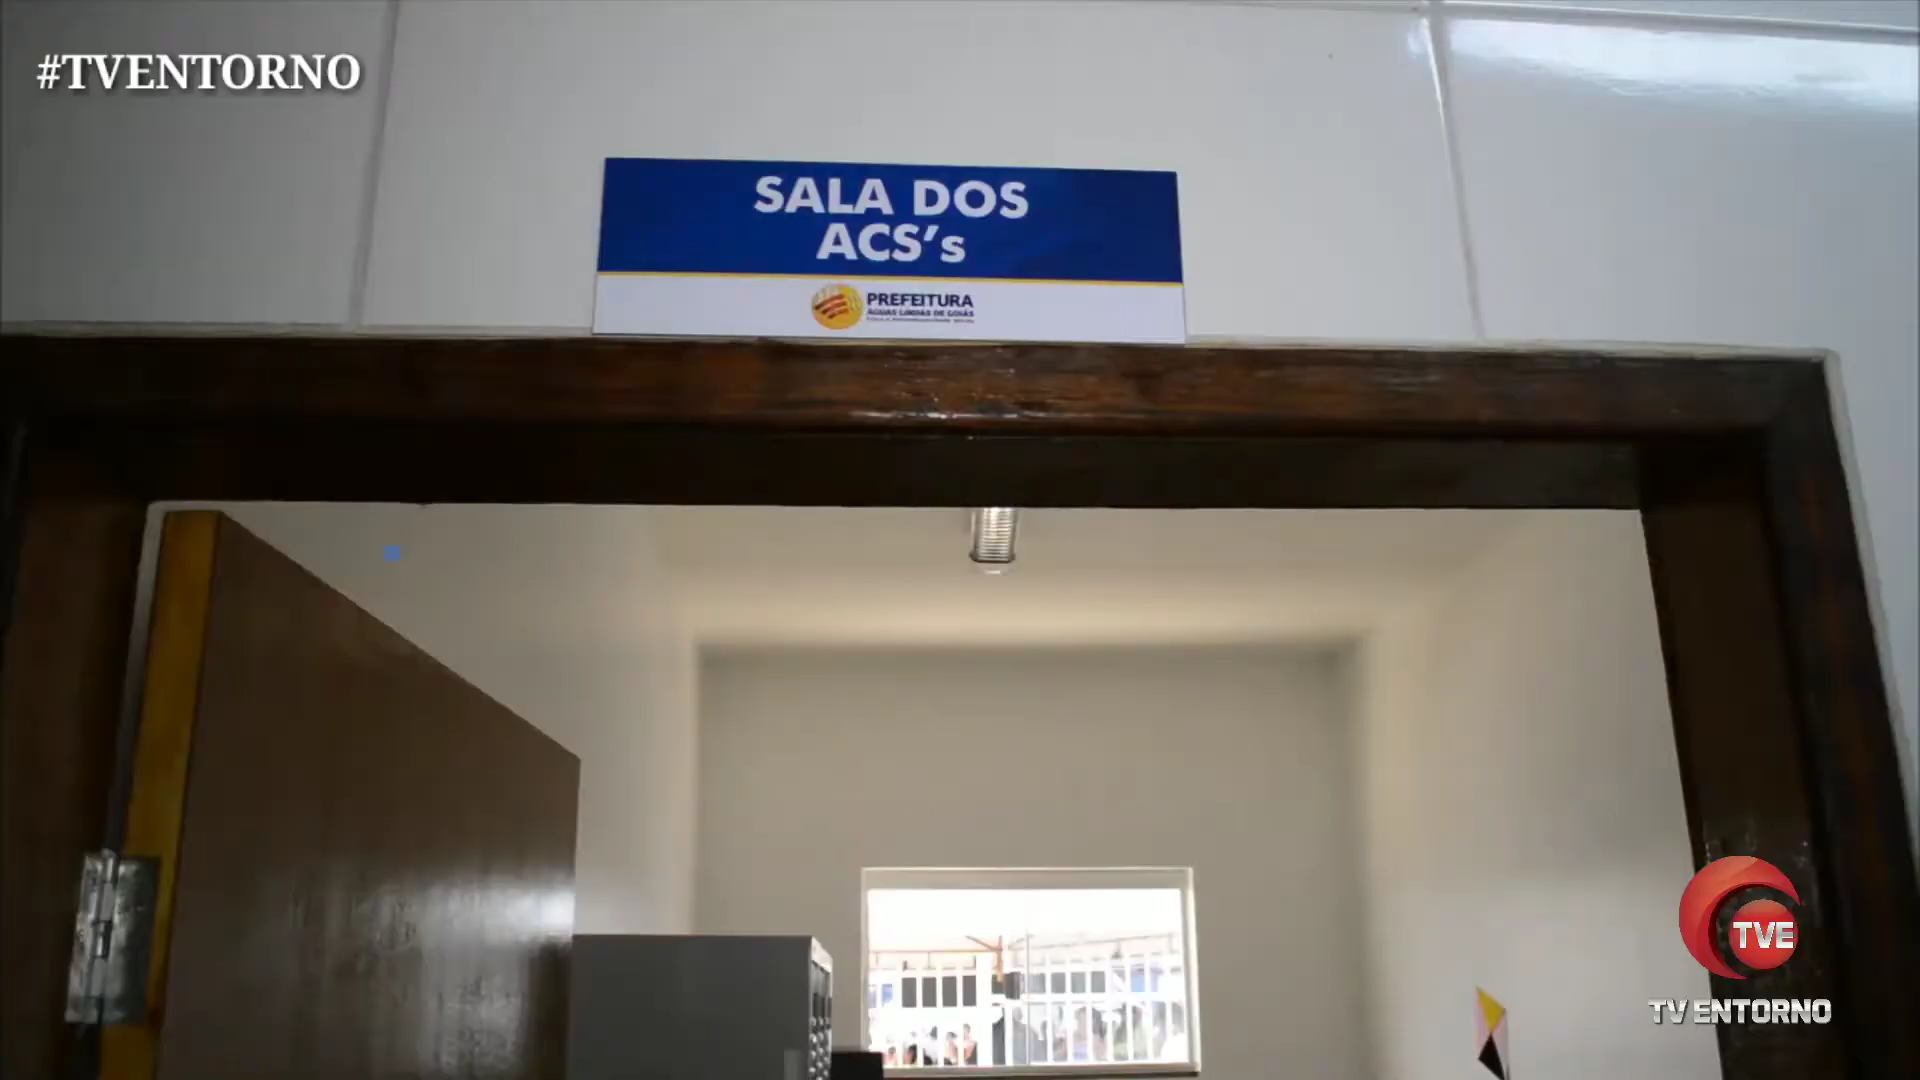 #TVENTORNO
SALA DOS
ACS's
PREFEITURA
ÁGUAS LINDAS DE GOIÁS
TVE
TV ENTORNO